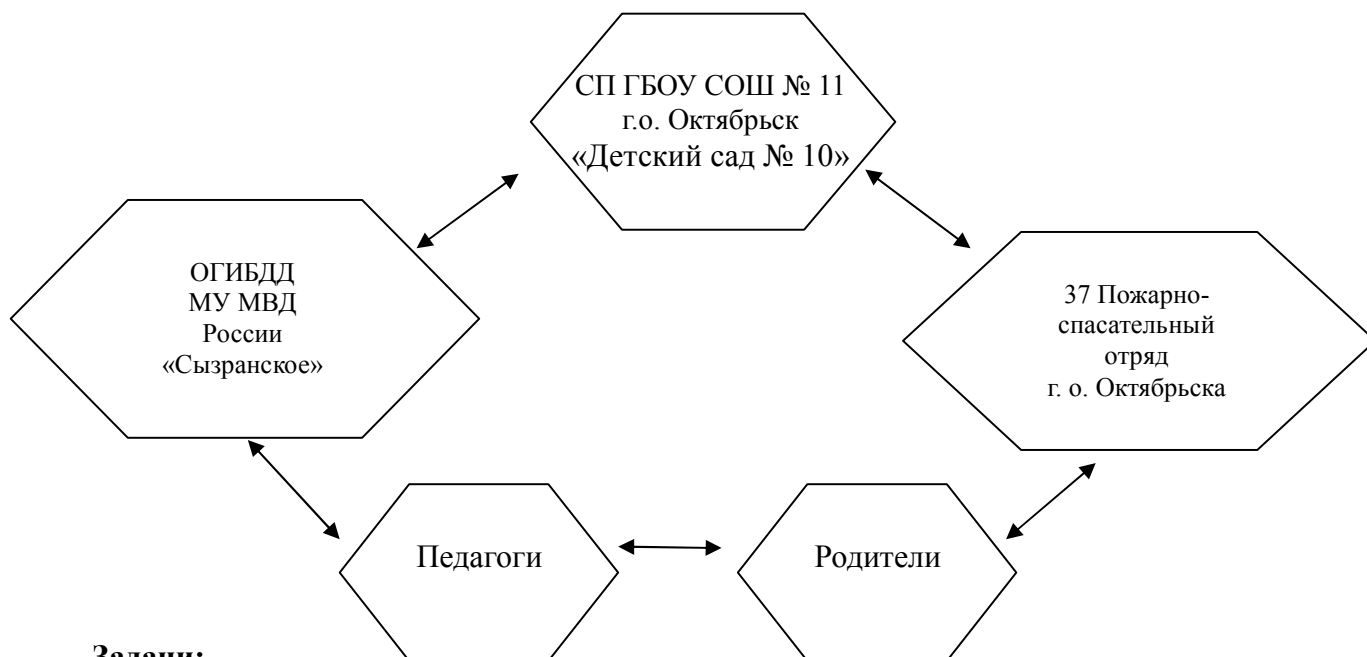 СП ГБОУ СОШ № 11
г.о. Октябрьск
«Детский сад № 10»
ОГИБДД
МУ МВД
России
«Сызранское»
37 Пожарно-
спасательный
отряд
г. о. Октябрьска
Педагоги
Родители
Задачи: